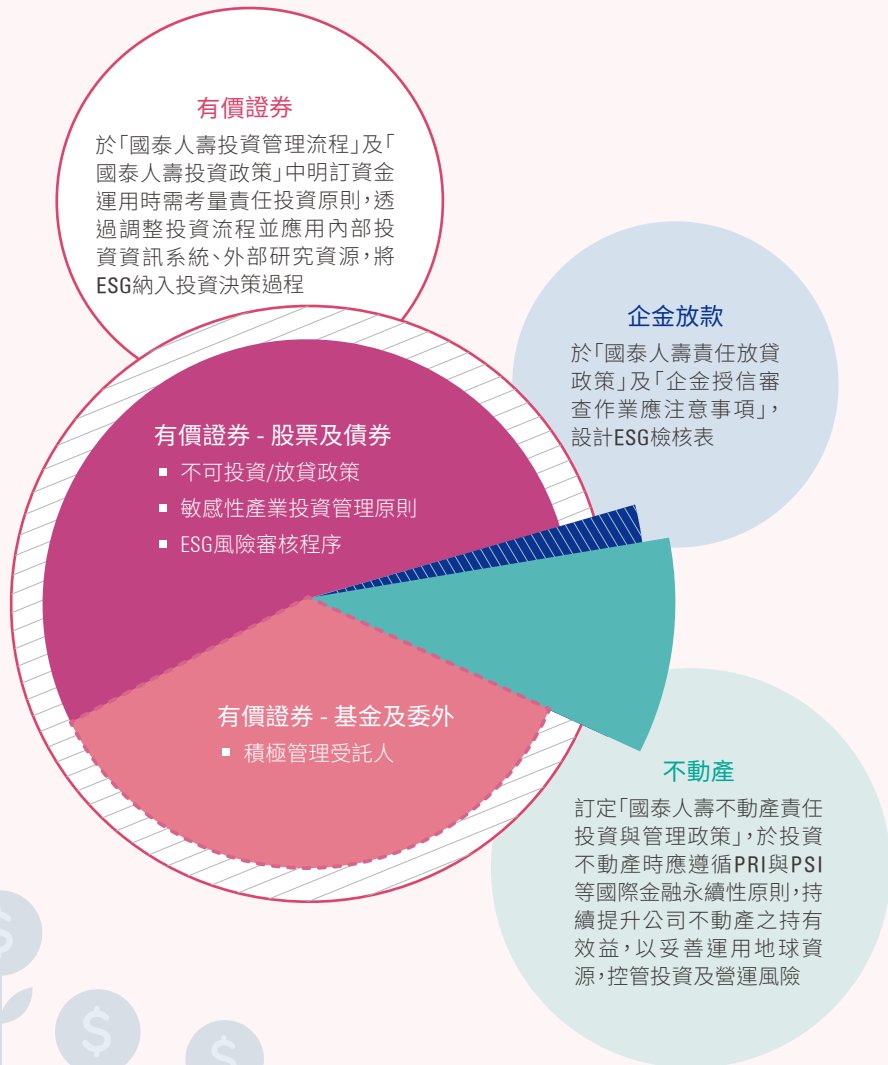 有價證券
於「國泰人壽投資管理流程」及「
國泰人壽投資政策」中明訂資金
運用時需考量責任投資原則，透
過調整投資流程並應用內部投
資資訊系統、外部研究資源，將
ESG納入投資決策過程
企金放款
於「國泰人壽責任放貸
政策」及「企金授信審
查作業應注意事項」，
設計ESG檢核表
有價證券 - 股票及債券
▪ 不可投資/放貸政策
▪ 敏感性產業投資管理原則
▪ ESG風險審核程序
有價證券 - 基金及委外
▪ 積極管理受託人
不動產
訂定「國泰人壽不動產責任
投資與管理政策」，於投資
不動產時應遵循PRI與PSI
等國際金融永續性原則，持
續提升公司不動產之持有
效益，以妥善運用地球資
源，控管投資及營運風險
$
$
$